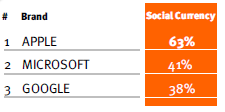 # Brand Social Currency
1 APPLE 63%
2 MICROSOFT 41%
3 GOOGLE 38%